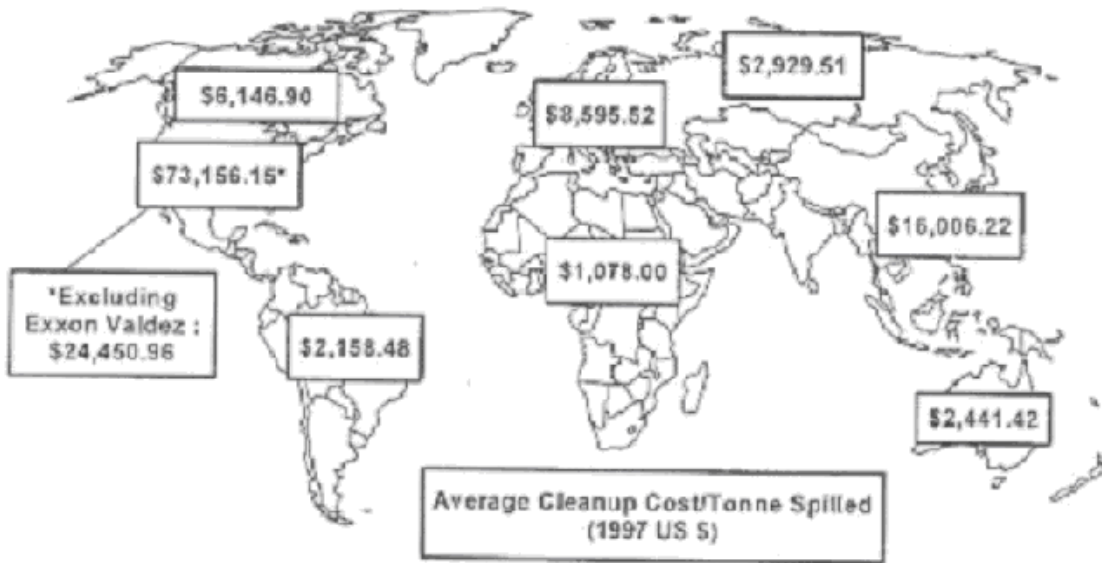 $2,929.51
$6,146.90
$8,595.52
$73,156.15*
$16,006.22
$1,078.00
*Excluding
Exxon Valdez :
$24,450.96
$2,158.48
$2,441.42
Average Cleanup Cost/Tonne Spilled
(1997 US $)